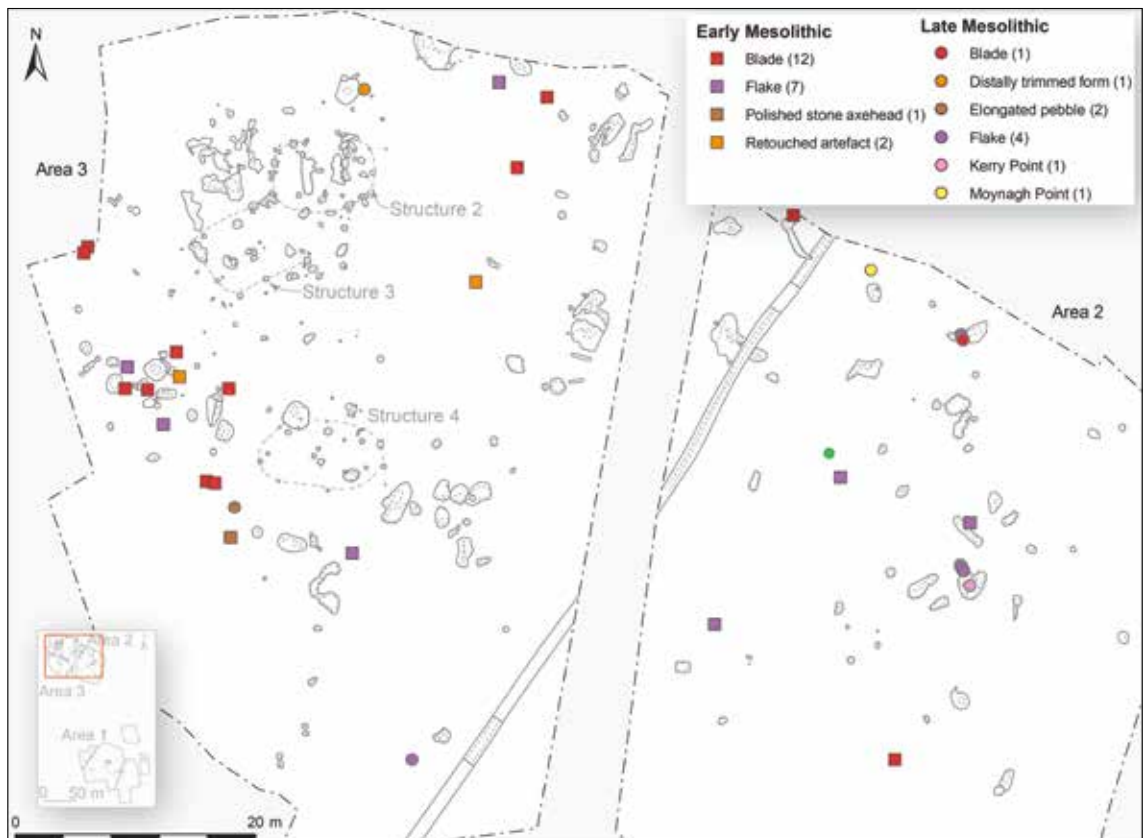 N
Early Mesolithic
Blade (12)
Flake (7)
Polished stone axehead (1)
Retouched artefact (2)
Late Mesolithic
Blade (1)
Distally trimmed form (1)
Elongated pebble (2)
Flake (4)
Kerry Point (1)
Moynagh Point (1)
Area 3
Structure 2
Structure 3
Area 2
Structure 4
Area 2
Area 3
Area 1
0 50 m
0 20 m